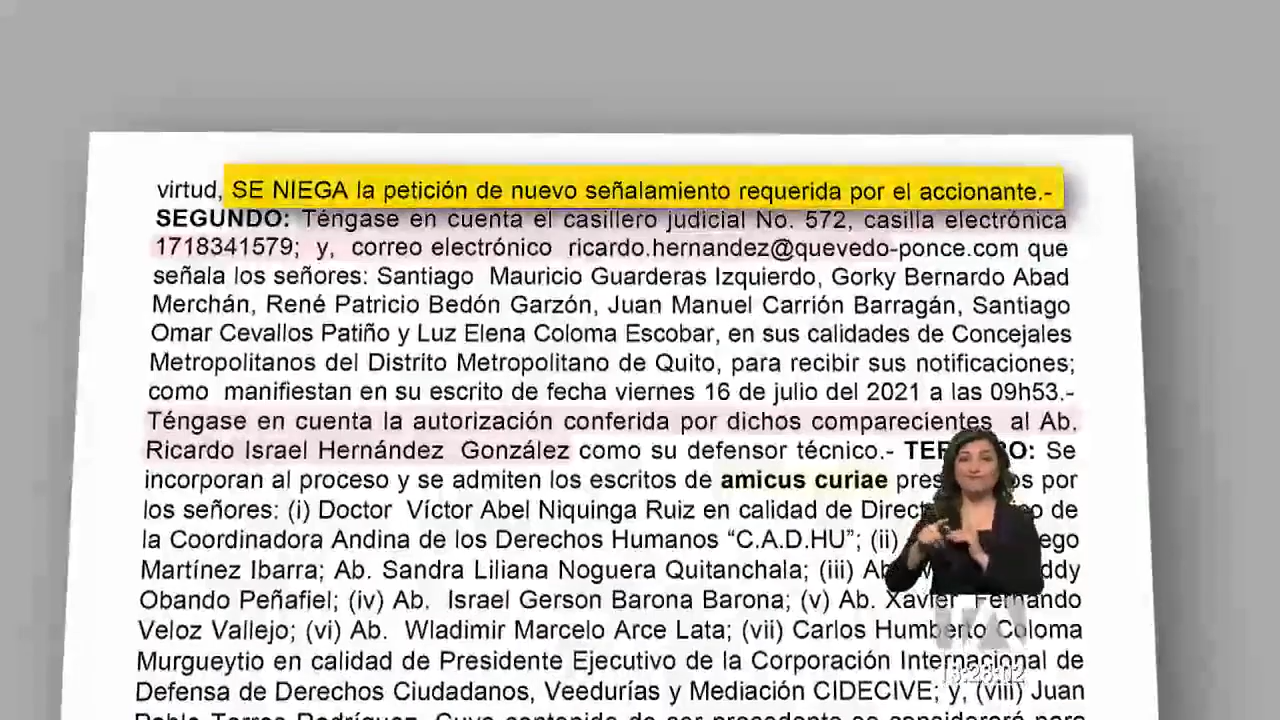 virtud, SE NIEGA la petición de nuevo señalamiento requerida por el accionante.-
SEGUNDO: Téngase en cuenta el casillero judicial No. 572, casilla electrónica
1718341579; y, correo electrónico ricardo.hernandez@quevedo-ponce.com que
señala los señores: Santiago Mauricio Guarderas Izquierdo, Gorky Bernardo Abad
Merchán, René Patricio Bedón Garzón, Juan Manuel Carrión Barragán, Santiago
Omar Cevallos Patiño y Luz Elena Coloma Escobar, en sus calidades de Concejales
Metropolitanos del Distrito Metropolitano de Quito, para recibir sus notificaciones;
como manifiestan en su escrito de fecha viernes 16 de julio del 2021 a las 09h53.-
Téngase en cuenta la autorización conferida por dichos comparecientes al Ab.
Ricardo Israel Hernández González como su defensor técnico.- Se
incorporan al proceso y se admiten los escritos de amicus curiae por
los señores: (i) Doctor Víctor Abel Niquinga Ruiz en calidad de de
la Coordinadora Andina de los Derechos Humanos “C.A.D.HU”; (ii)
Martínez Ibarra; Ab. Sandra Liliana Noguera Quitanchala; (iii)
Obando Peñafiel; (iv) Ab. Israel Gerson Barona Barona; (v) Ab. Xavier Fernando
Veloz Vallejo; (vi) Ab. Wladimir Marcelo Arce Lata; (vii) Carlos Humberto Coloma
Murgueytio en calidad de Presidente Ejecutivo de la Corporación Internacional de
Defensa de Derechos Ciudadanos, Veedurías y Mediación CIDECIVE; y, (viii) Juan